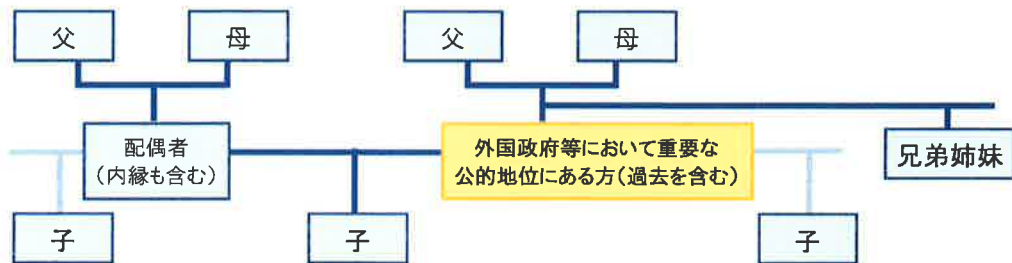 父
母
父
母
配偶者
（内縁も含む）
外国政府等において重要な
公的地位にある方（過去を含む）
兄弟姉妹
子
子
子